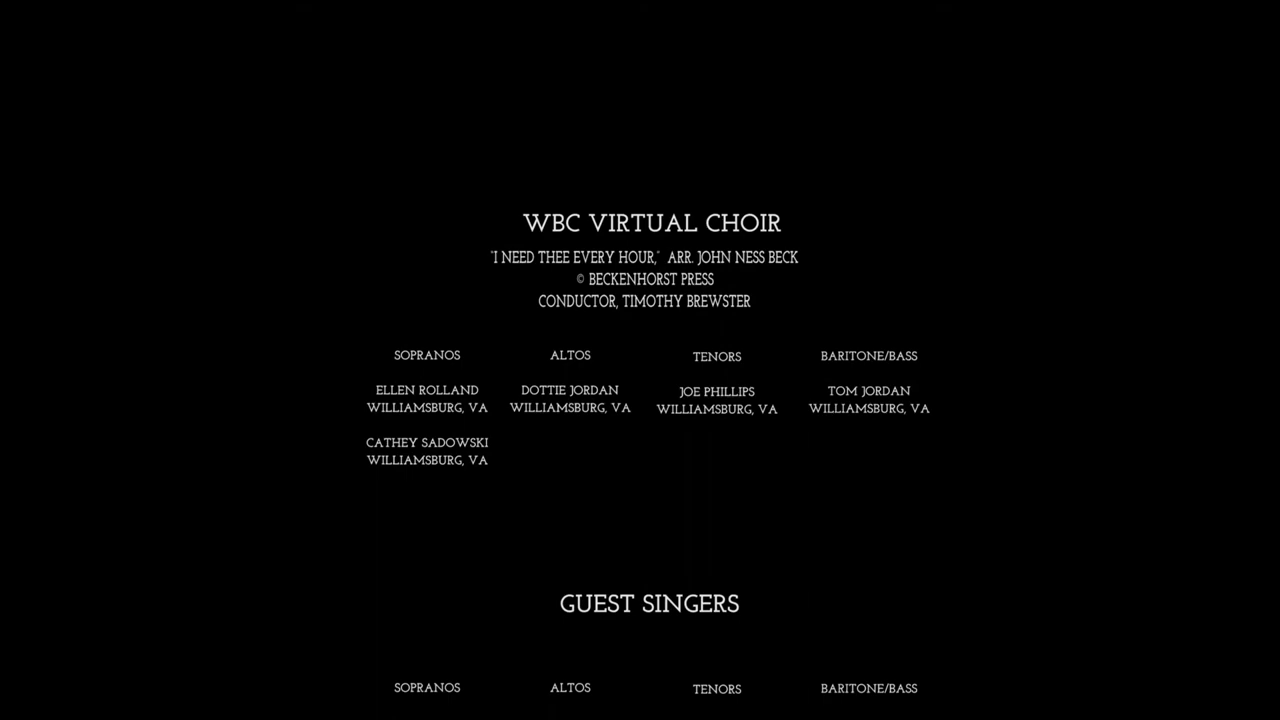 WBC VIRTUAL CHOIR
"I NEED THEE EVERY HOUR," ARR. JOHN NESS BECK
© BECKENHORST PRESS
CONDUCTOR, TIMOTHY BREWSTER
SOPRANOS ALTOS TENORS BARITONE/BASS
ELLEN ROLLAND DOTTIE JORDAN JOE PHILLIPS TOM JORDAN
WILLIAMSBURG, VA WILLIAMSBURG, VA WILLIAMSBURG, VA WILLIAMSBURG, VA
CATHEY SADOWSKI
WILLIAMSBURG, VA
GUEST SINGERS
SOPRANOS ALTOS TENORS BARITONE/BASS